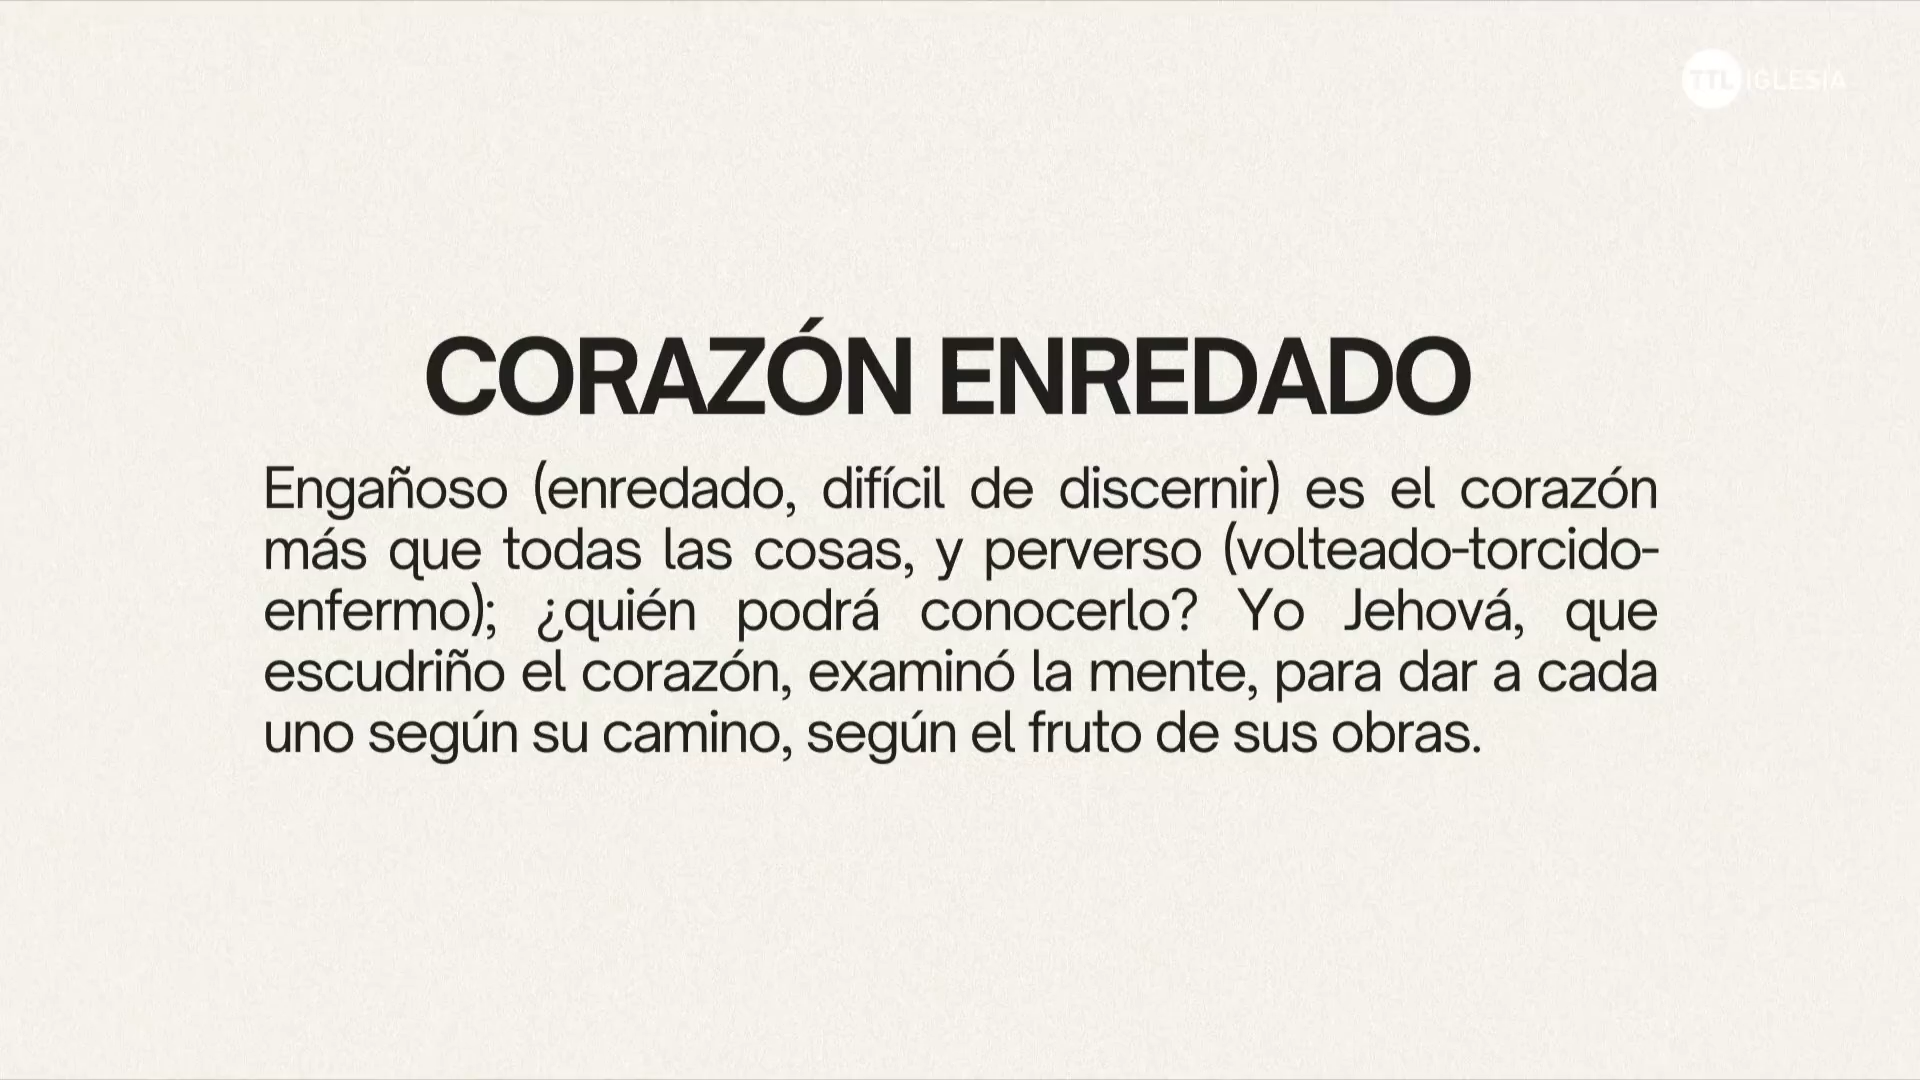 TTL IGLESIA
CORAZÓN ENREDADO
Engañoso (enredado, difícil de discernir) es el corazón
más que todas las cosas, y perverso (volteado-torcido-
enfermo); ¿quién podrá conocerlo? Yo Jehová, que
escudriño el corazón, examinó la mente, para dar a cada
uno según su camino, según el fruto de sus obras.